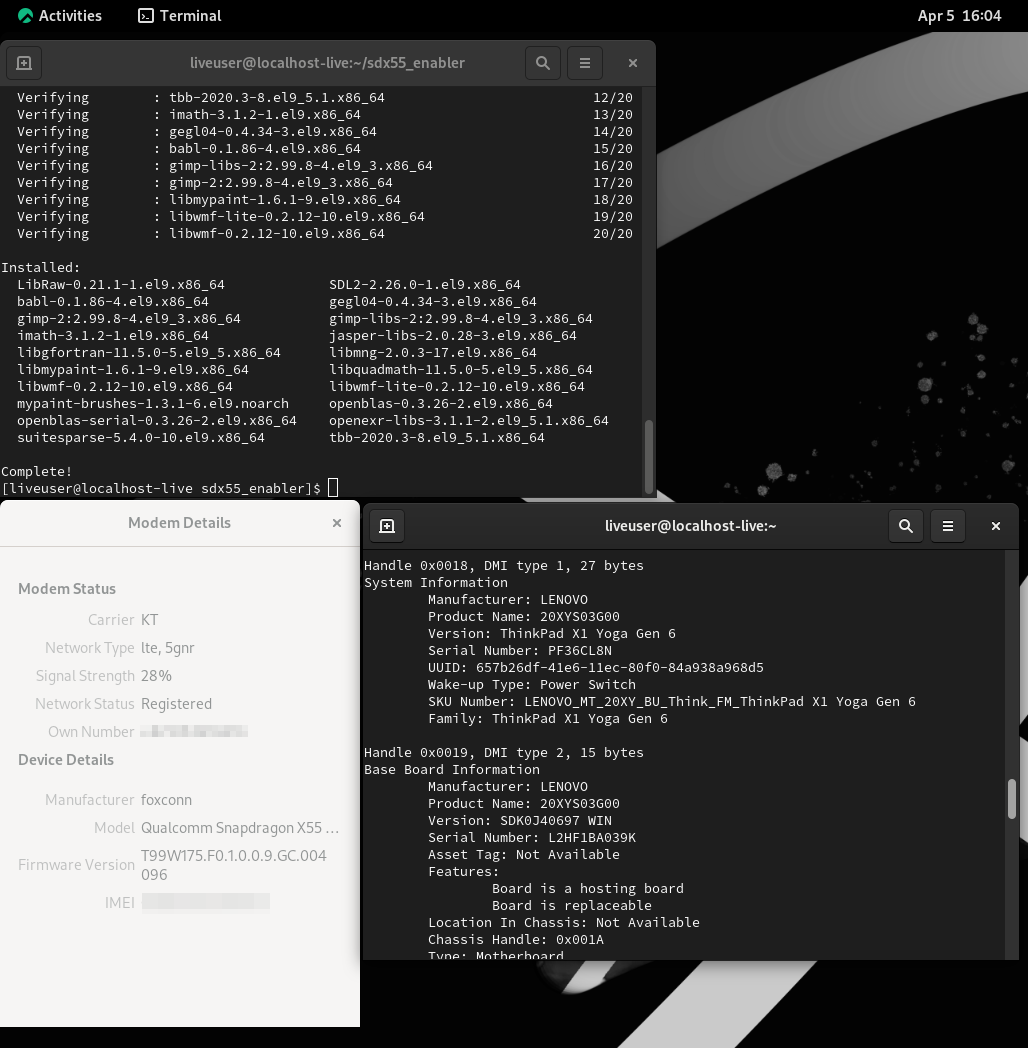 Activities Terminal Apr 5 16:04
liveuser@localhost-live:~/sdx55_enabler
Verifying : tbb-2020.3-8.el9_5.1.x86_64 12/20
Verifying : imath-3.1.2-1.el9.x86_64 13/20
Verifying : gegl04-0.4.34-3.el9.x86_64 14/20
Verifying : babl-0.1.86-4.el9.x86_64 15/20
Verifying : gimp-libs-2:2.99.8-4.el9_3.x86_64 16/20
Verifying : gimp-2:2.99.8-4.el9_3.x86_64 17/20
Verifying : libmypaint-1.6.1-9.el9.x86_64 18/20
Verifying : libwmf-lite-0.2.12-10.el9.x86_64 19/20
Verifying : libwmf-0.2.12-10.el9.x86_64 20/20
Installed:
LibRaw-0.21.1-1.el9.x86_64 SDL2-2.26.0-1.el9.x86_64
babl-0.1.86-4.el9.x86_64 gegl04-0.4.34-3.el9.x86_64
gimp-2:2.99.8-4.el9_3.x86_64 gimp-libs-2:2.99.8-4.el9_3.x86_64
imath-3.1.2-1.el9.x86_64 jasper-libs-2.0.28-3.el9.x86_64
libgfortran-11.5.0-5.el9_5.x86_64 libmng-2.0.3-17.el9.x86_64
libmypaint-1.6.1-9.el9.x86_64 libquadmath-11.5.0-5.el9_5.x86_64
libwmf-0.2.12-10.el9.x86_64 libwmf-lite-0.2.12-10.el9.x86_64
mypaint-brushes-1.3.1-6.el9.noarch openblas-0.3.26-2.el9.x86_64
openblas-serial-0.3.26-2.el9.x86_64 openexr-libs-3.1.1-2.el9_5.1.x86_64
suitesparse-5.4.0-10.el9.x86_64 tbb-2020.3-8.el9_5.1.x86_64
Complete!
[liveuser@localhost-live sdx55_enabler]$
Modem Details
Modem Status
Carrier KT
Network Type lte, 5gnr
Signal Strength 28%
Network Status Registered
Own Number
Device Details
Manufacturer foxconn
Model Qualcomm Snapdragon X55 …
Firmware Version T99W175.F0.1.0.0.9.GC.004
096
IMEI
liveuser@localhost-live:~
Handle 0x0018, DMI type 1, 27 bytes
System Information
Manufacturer: LENOVO
Product Name: 20XYS03G00
Version: ThinkPad X1 Yoga Gen 6
Serial Number: PF36CL8N
UUID: 657b26df-41e6-11ec-80f0-84a938a968d5
Wake-up Type: Power Switch
SKU Number: LENOVO_MT_20XY_BU_Think_FM_ThinkPad X1 Yoga Gen 6
Family: ThinkPad X1 Yoga Gen 6
Handle 0x0019, DMI type 2, 15 bytes
Base Board Information
Manufacturer: LENOVO
Product Name: 20XYS03G00
Version: SDK0J40697 WIN
Serial Number: L2HF1BA039K
Asset Tag: Not Available
Features:
Board is a hosting board
Board is replaceable
Location In Chassis: Not Available
Chassis Handle: 0x001A
Type: Motherboard